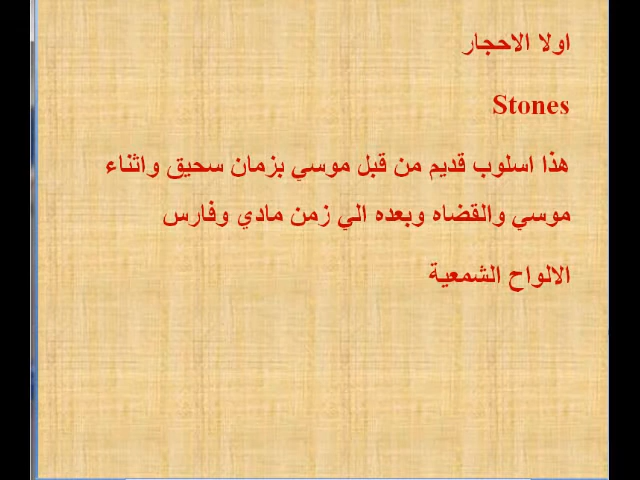 اولا الاحجار
Stones
هذا اسلوب قديم من قبل موسي بزمان سحيق واثناء
موسي والقضاه وبعده الي زمن مادي وفارس
الالواح الشمعية